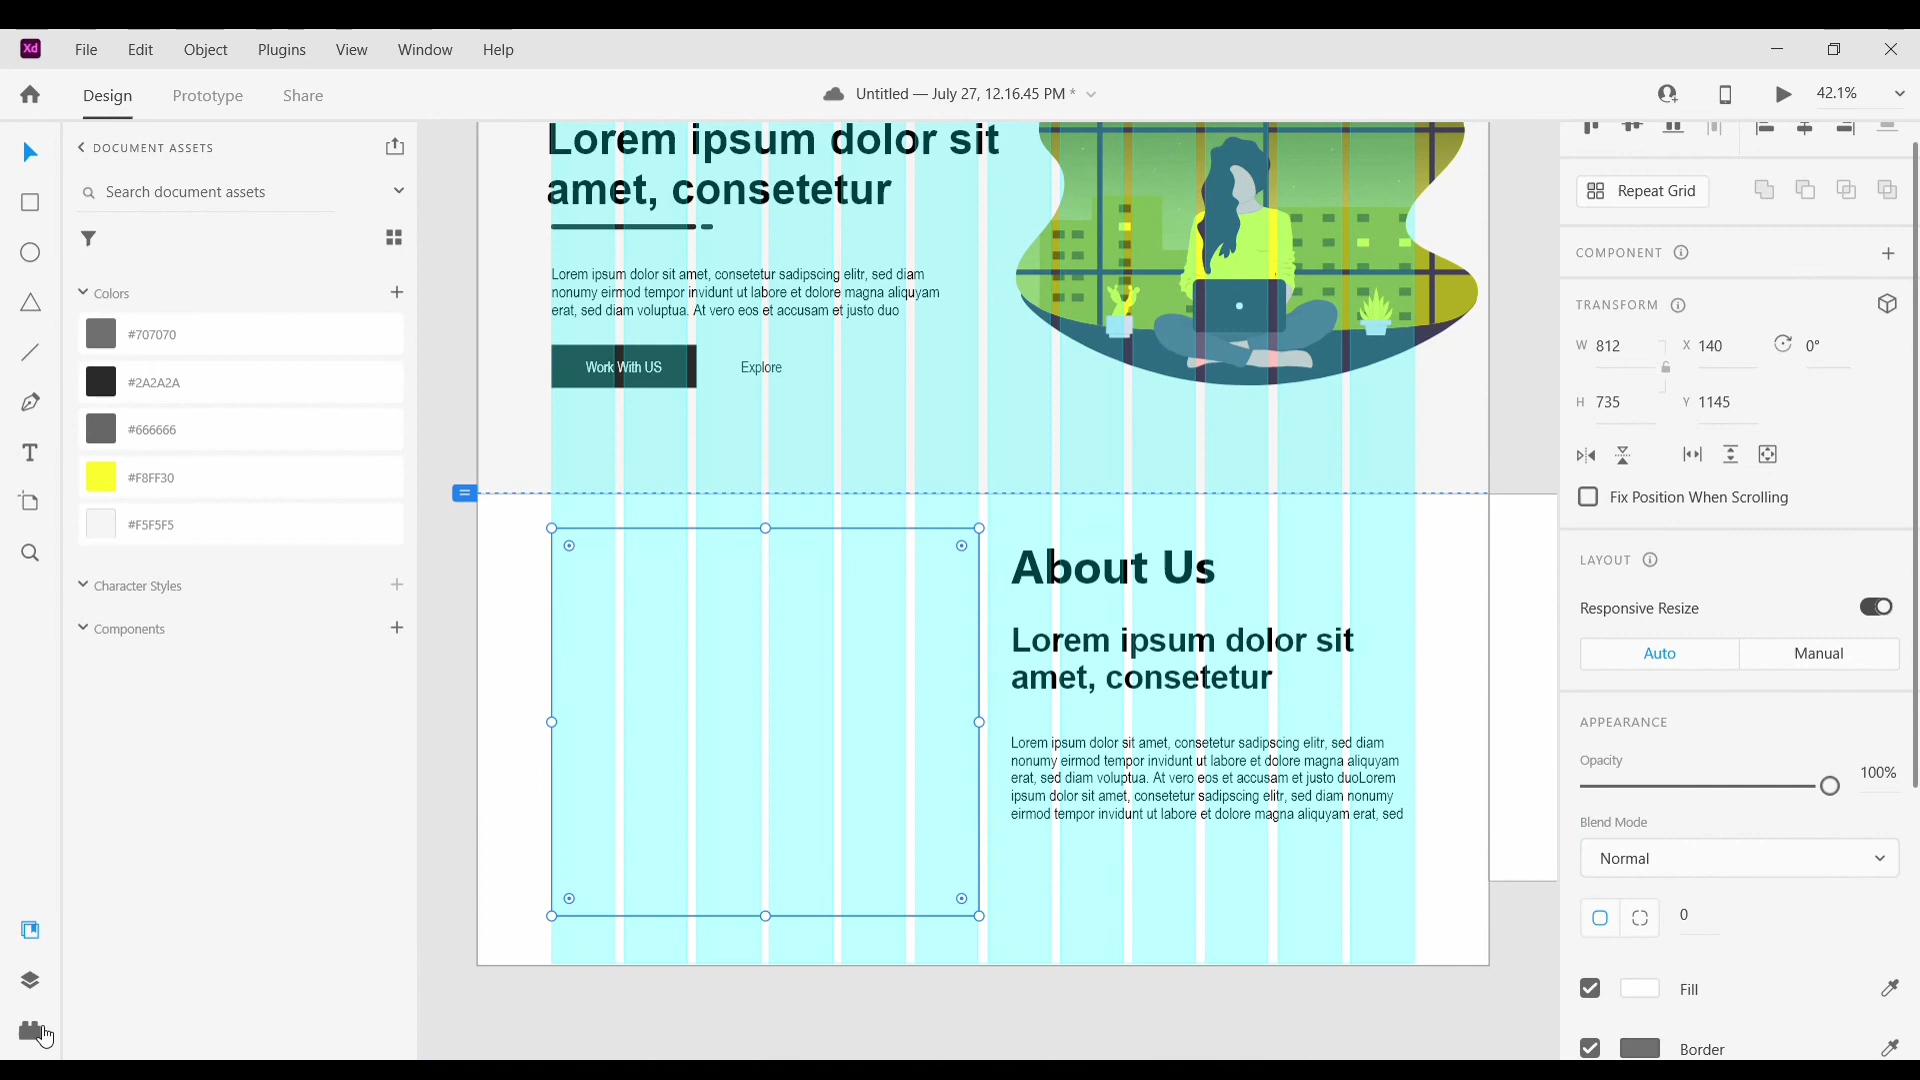 Xd File Edit Object Plugins View Window Help
Design Prototype Share
Untitled — July 27, 12.16.45 PM *
42.1%
DOCUMENT ASSETS
Search document assets
Colors
#707070
#2A2A2A
#666666
#F8FF30
#F5F5F5
Character Styles
Components
Lorem ipsum dolor sit
amet, consetetur
Lorem ipsum dolor sit amet, consetetur sadipscing elitr, sed diam
nonumy eirmod tempor invidunt ut labore et dolore magna aliquyam
erat, sed diam voluptua. At vero eos et accusam et justo duo
Work With US
Explore
About Us
Lorem ipsum dolor sit
amet, consetetur
Lorem ipsum dolor sit amet, consetetur sadipscing elitr, sed diam
nonumy eirmod tempor invidunt ut labore et dolore magna aliquyam
erat, sed diam voluptua. At vero eos et accusam et justo duoLorem
ipsum dolor sit amet, consetetur sadipscing elitr, sed diam nonumy
eirmod tempor invidunt ut labore et dolore magna aliquyam erat, sed
Repeat Grid
COMPONENT
TRANSFORM
W 812 X 140 0°
H 735 Y 1145
Fix Position When Scrolling
LAYOUT
Responsive Resize
Auto Manual
APPEARANCE
Opacity
100%
Blend Mode
Normal
0
Fill
Border